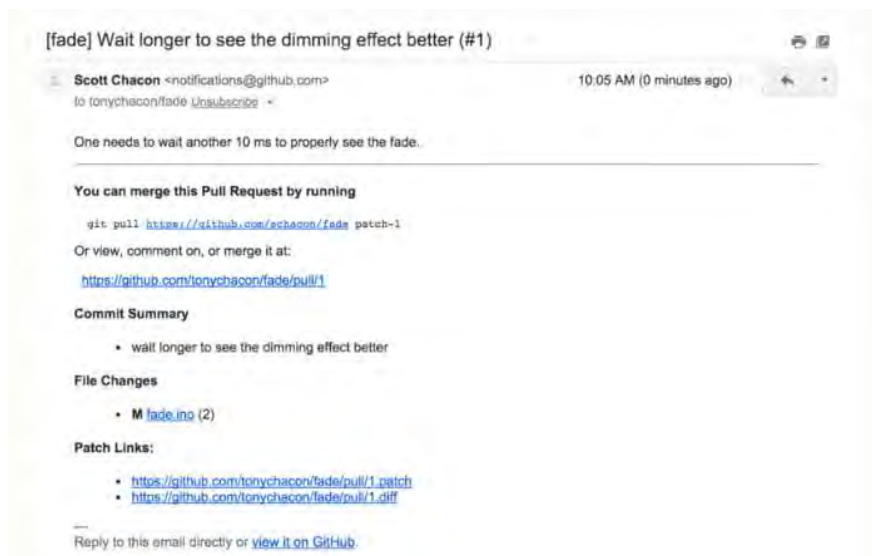 [fade] Wait longer to see the dimming effect better (#1)
Scott Chacon <notifications@github.com>
10:05 AM (0 minutes ago)
to tonychacon/fade Unsubscribe
One needs to wait another 10 ms to properly see the fade.
You can merge this Pull Request by running
git pull https://github.com/schacon/fade patch-1
Or view, comment on, or merge it at:
https://github.com/tonychacon/fade/pull/1
Commit Summary
• wait longer to see the dimming effect better
File Changes
• M fade.ino (2)
Patch Links:
• https://github.com/tonychacon/fade/pull/1.patch
• https://github.com/tonychacon/fade/pull/1.diff
—
Reply to this email directly or view it on GitHub.